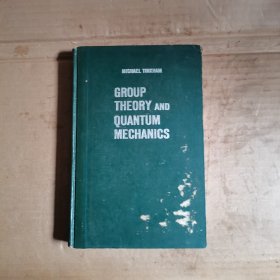 MICHAEL TINKHAM
GROUP
THEORY AND
QUANTUM
MECHANICS